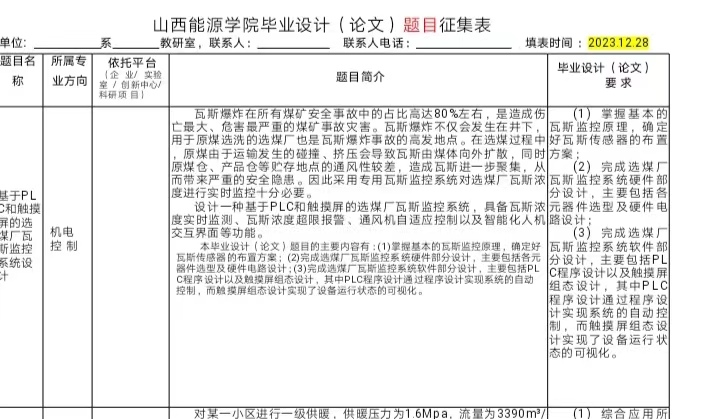 山西能源学院毕业设计（论文）题目征集表
单位: 系 教研室，联系人： 联系人电话： 填表时间：2023.12.28
题目名
称
所属专
业方向
依托平台
（企 业/ 实验
室 / 创新中心/
科研项目）
题目简介
毕业设计（论文）
要 求
基于PL
C和触摸
屏的选
煤厂瓦
斯监控
系统设
计
机电
控制
瓦斯爆炸在所有煤矿安全事故中的占比高达80%左右，是造成伤
亡最大、危害最严重的煤矿事故灾害。瓦斯爆炸不仅会发生在井下，
用于原煤选洗的选煤厂也是瓦斯爆炸事故的高发地点。在选煤过程中
，原煤由于运输发生的碰撞、挤压会导致瓦斯由煤体向外扩散，同时
原煤仓、产品仓等贮存地点的通风性较差，造成瓦斯进一步聚集，从
而带来严重的安全隐患。因此采用专用瓦斯监控系统对选煤厂瓦斯浓
度进行实时监控十分必要。
设计一种基于PLC和触摸屏的选煤厂瓦斯监控系统，具备瓦斯浓
度实时监测、瓦斯浓度超限报警、通风机自适应控制以及智能化人机
交互界面等功能。
本毕业设计（论文）题目的主要内容有：(1)掌握基本的瓦斯监控原理，确定好
瓦斯传感器的布置方案；(2)完成选煤厂瓦斯监控系统硬件部分设计，主要包括各元
器件选型及硬件电路设计；(3)完成选煤厂瓦斯监控系统软件部分设计，主要包括PL
C程序设计以及触摸屏组态设计，其中PLC程序设计通过程序设计实现系统的自动
控制，而触摸屏组态设计实现了设备运行状态的可视化。
（1）掌握基本的
瓦斯监控原理，确定
好瓦斯传感器的布置
方案；
（2）完成选煤厂
瓦斯监控系统硬件部
分设计，主要包括各
元器件选型及硬件电
路设计；
（3）完成选煤厂
瓦斯监控系统软件部
分设计，主要包括PL
C程序设计以及触摸屏
组态设计，其中PLC
程序设计通过程序设
计实现系统的自动控
制，而触摸屏组态设
计实现了设备运行状
态的可视化。
对某一小区进行一级供暖，供暖压力为1.6Mpa，流量为3390m³/
（1）综合应用所